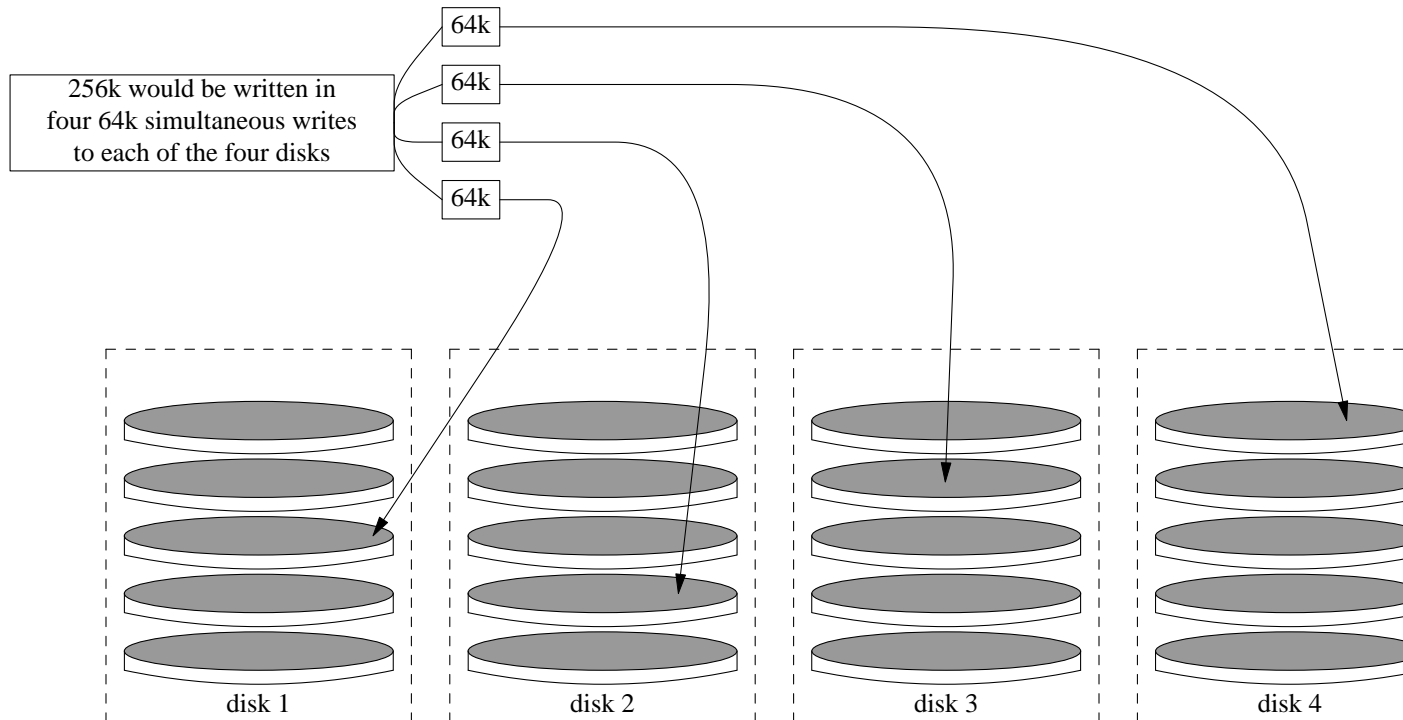 64k
256k would be written in
four 64k simultaneous writes
to each of the four disks
64k
64k
64k
disk 1
disk 2
disk 3
disk 4